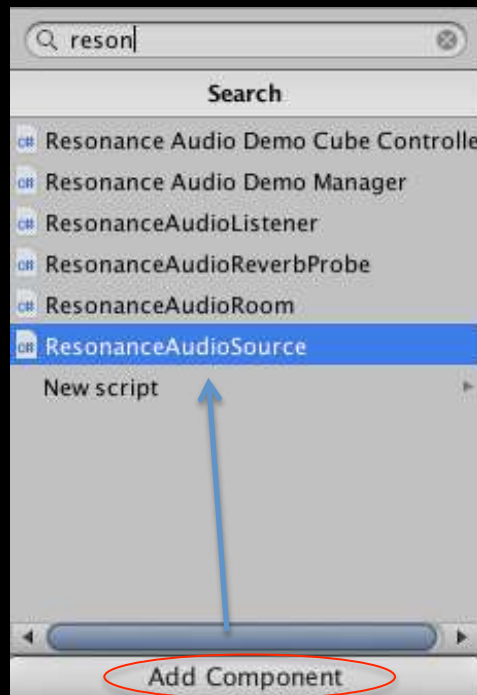 reson
Search
Resonance Audio Demo Cube Controlle
Resonance Audio Demo Manager
ResonanceAudioListener
ResonanceAudioReverbProbe
ResonanceAudioRoom
ResonanceAudioSource
New script
Add Component